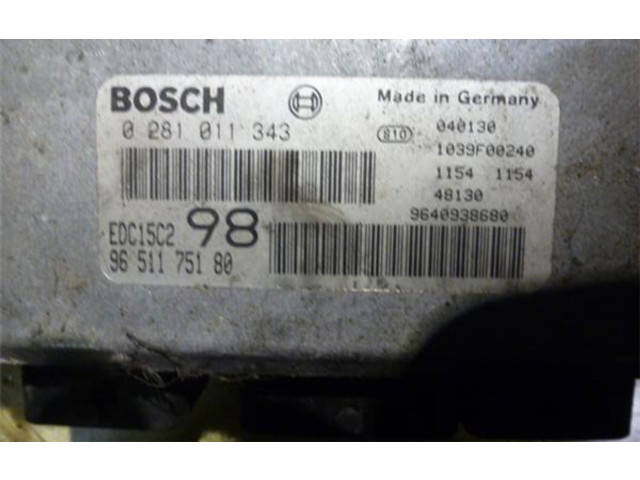 BOSCH
Made in Germany
0 281 011 343
810
040130
1039F00240
1154 1154
48130
9640938680
EDC15C2
98
96 511 751 80